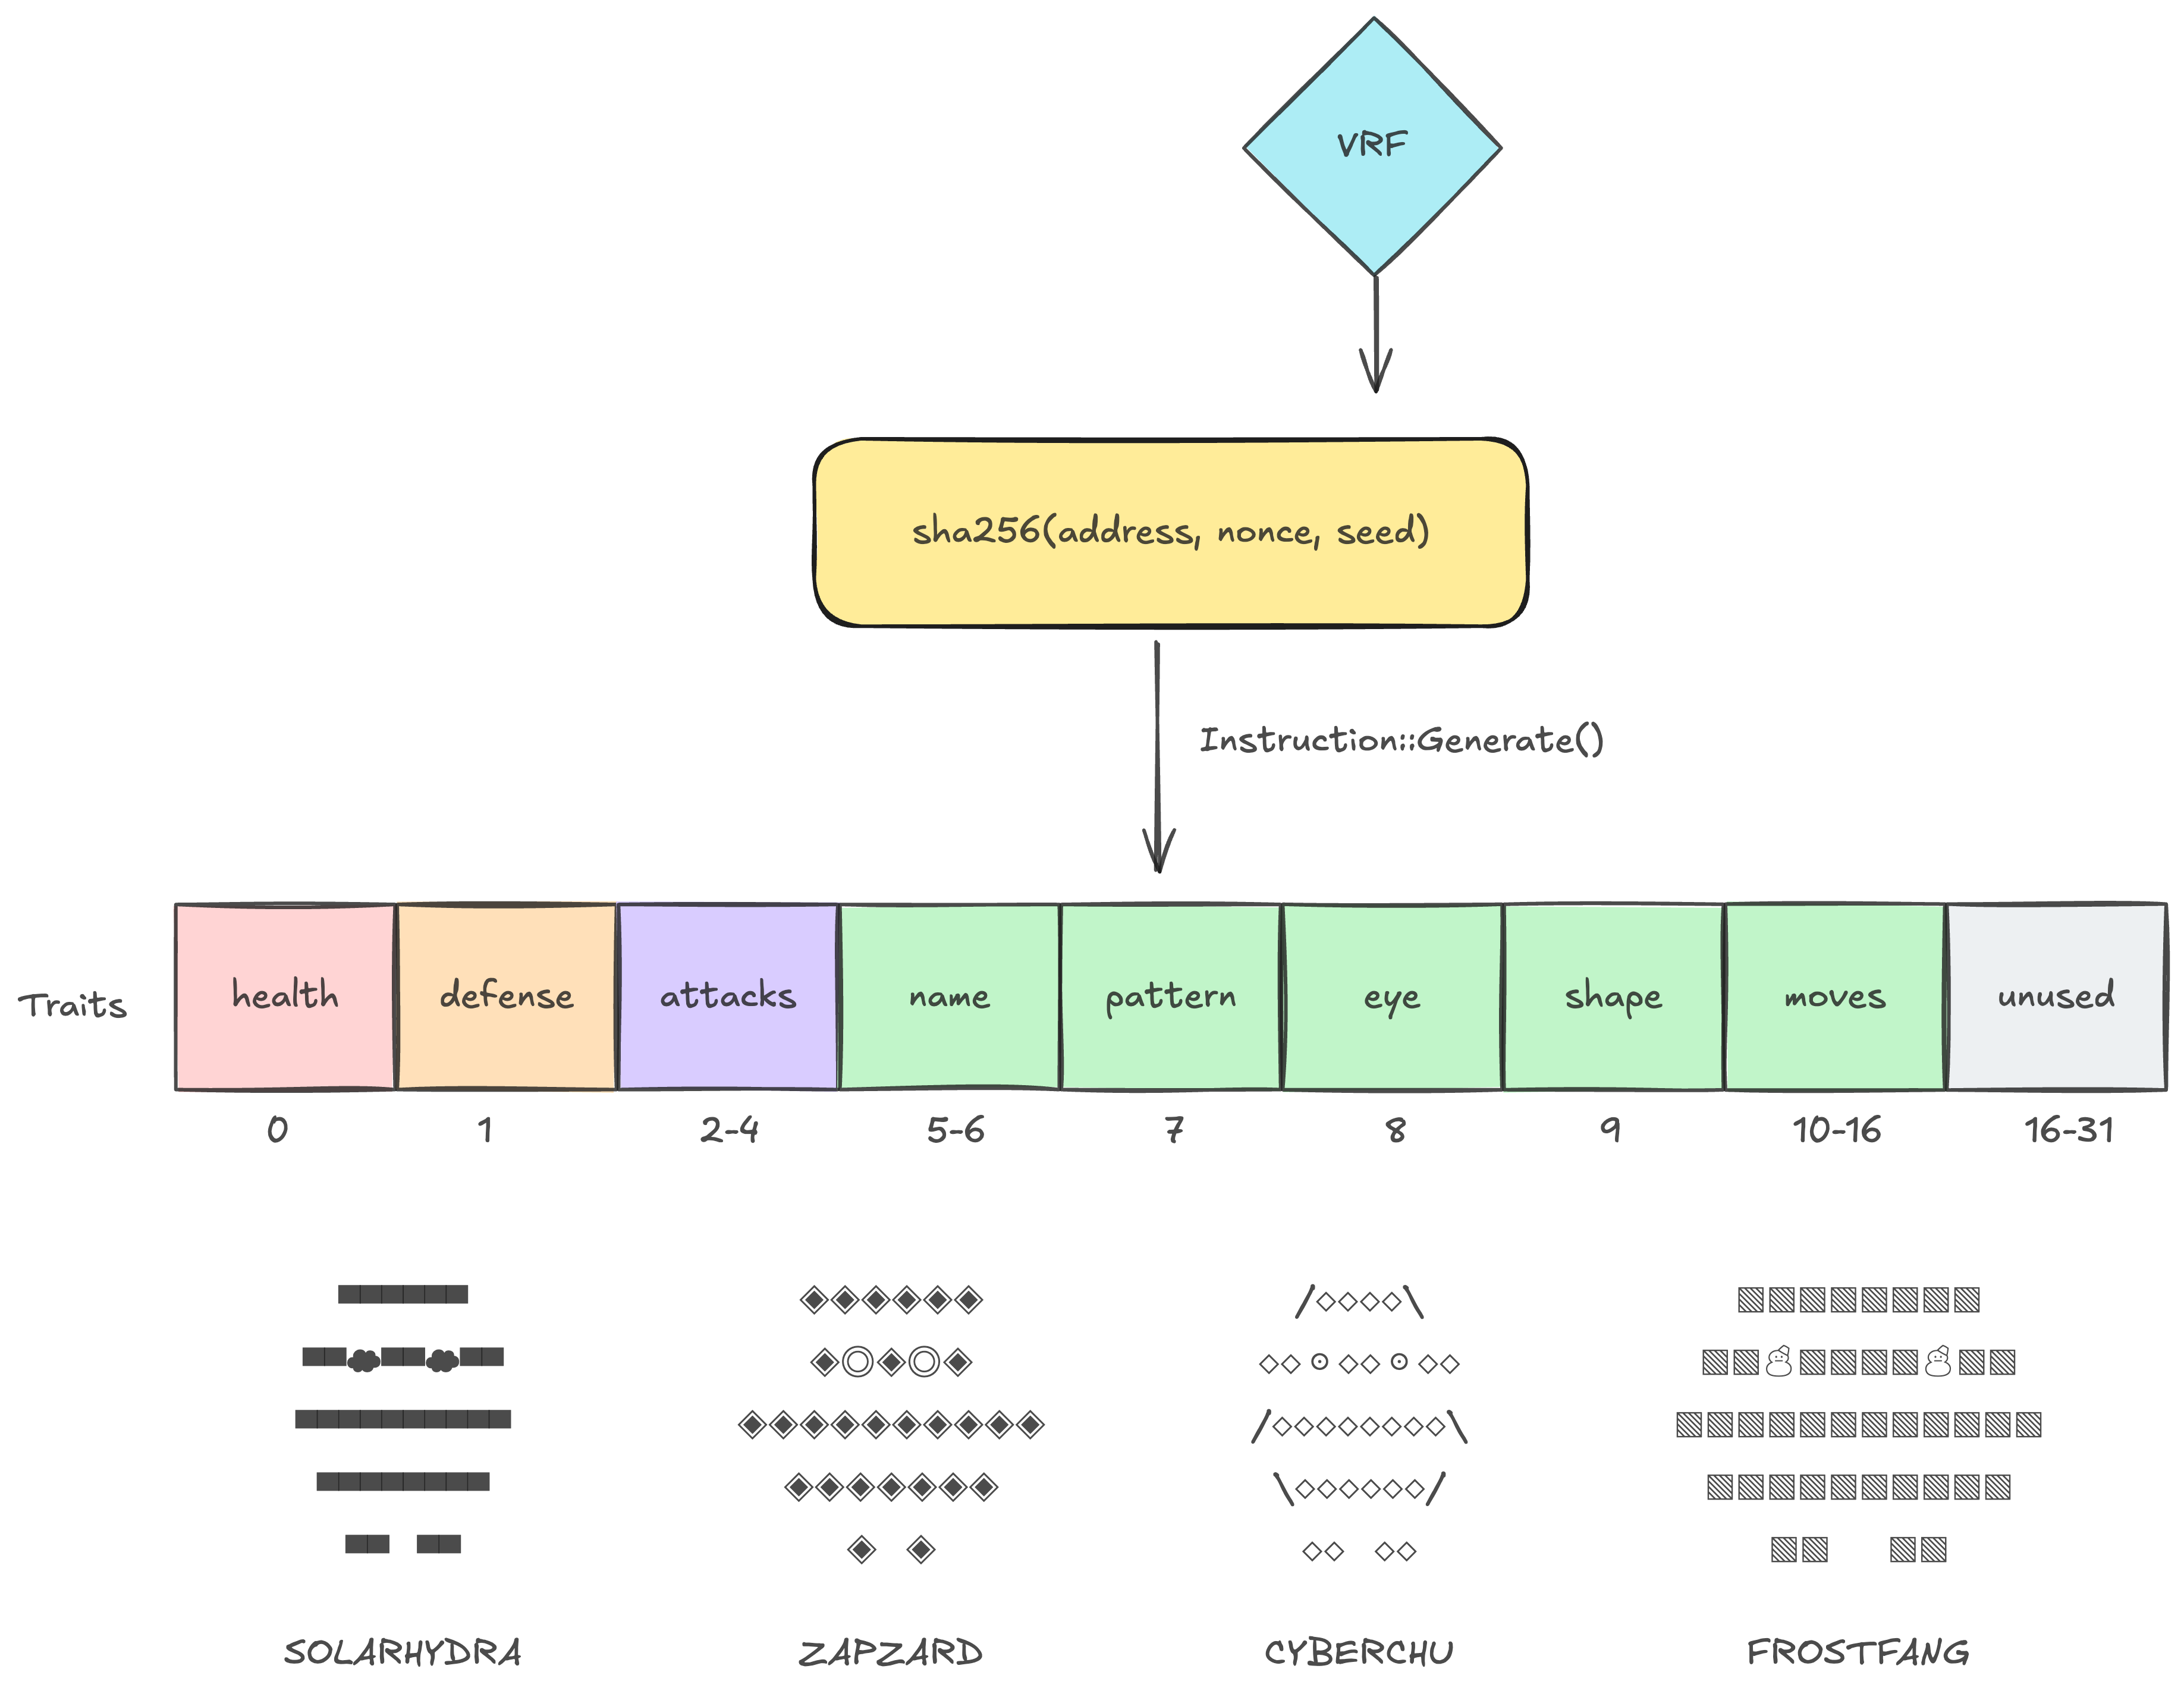 VRF
sha256(address, nonce, seed)
Instruction::Generate()
Traits
health
defense
attacks
name
pattern
eye
shape
moves
unused
0
1
2-4
5-6
7
8
9
10-16
16-31
SOLARHYDRA
ZAPZARD
CYBERCHU
FROSTFANG